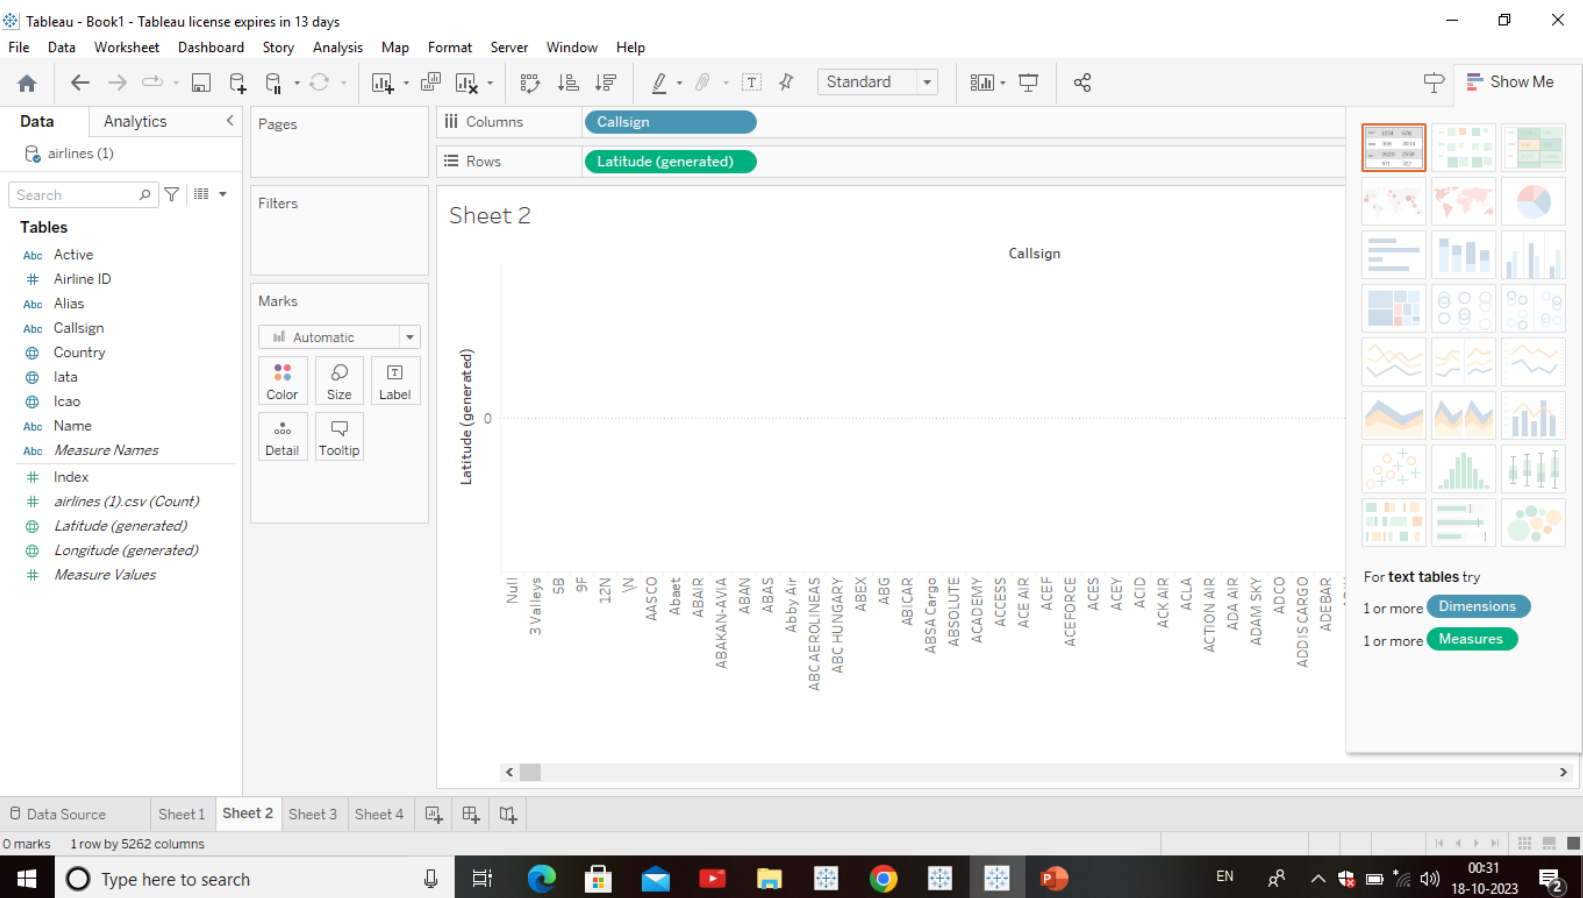 Tableau - Book1 - Tableau license expires in 13 days
File Data Worksheet Dashboard Story Analysis Map Format Server Window Help
Standard
Show Me
Data Analytics
airlines (1)
Search
Tables
Abc Active
# Airline ID
Abc Alias
Abc Callsign
Country
Iata
Icao
Abc Name
Abc Measure Names
# Index
# airlines (1).csv (Count)
Latitude (generated)
Longitude (generated)
# Measure Values
Pages
Filters
Marks
Automatic
Color Size Label
Detail Tooltip
Columns Callsign
Rows Latitude (generated)
Sheet 2
Callsign
Latitude (generated)
0
Null
3 Valleys
5B
9F
12N
\N
AASCO
Abaet
ABAIR
ABAKAN-AVIA
ABAN
ABAS
Abby Air
ABC AEROLINEAS
ABC HUNGARY
ABEX
ABG
ABICAR
ABSA Cargo
ABSOLUTE
ACADEMY
ACCESS
ACE AIR
ACEF
ACEFORCE
ACES
ACEY
ACID
ACK AIR
ACLA
ACTION AIR
ADA AIR
ADAM SKY
ADCO
ADDIS CARGO
ADEBAR
For text tables try
1 or more Dimensions
1 or more Measures
Data Source Sheet 1 Sheet 2 Sheet 3 Sheet 4
0 marks 1 row by 5262 columns
Type here to search
EN
00:31
18-10-2023
2